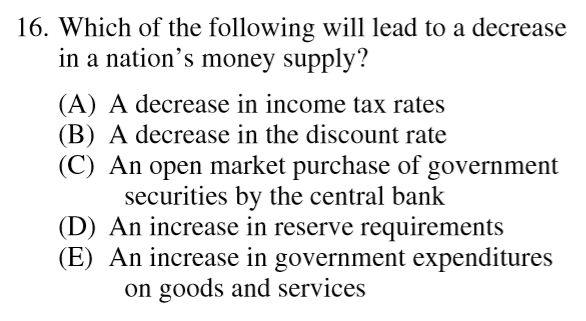 16. Which of the following will lead to a decrease
in a nation's money supply?
(A) A decrease in income tax rates
(B) A decrease in the discount rate
(C) An open market purchase of government
securities by the central bank
(D) An increase in reserve requirements
(E) An increase in government expenditures
on goods and services